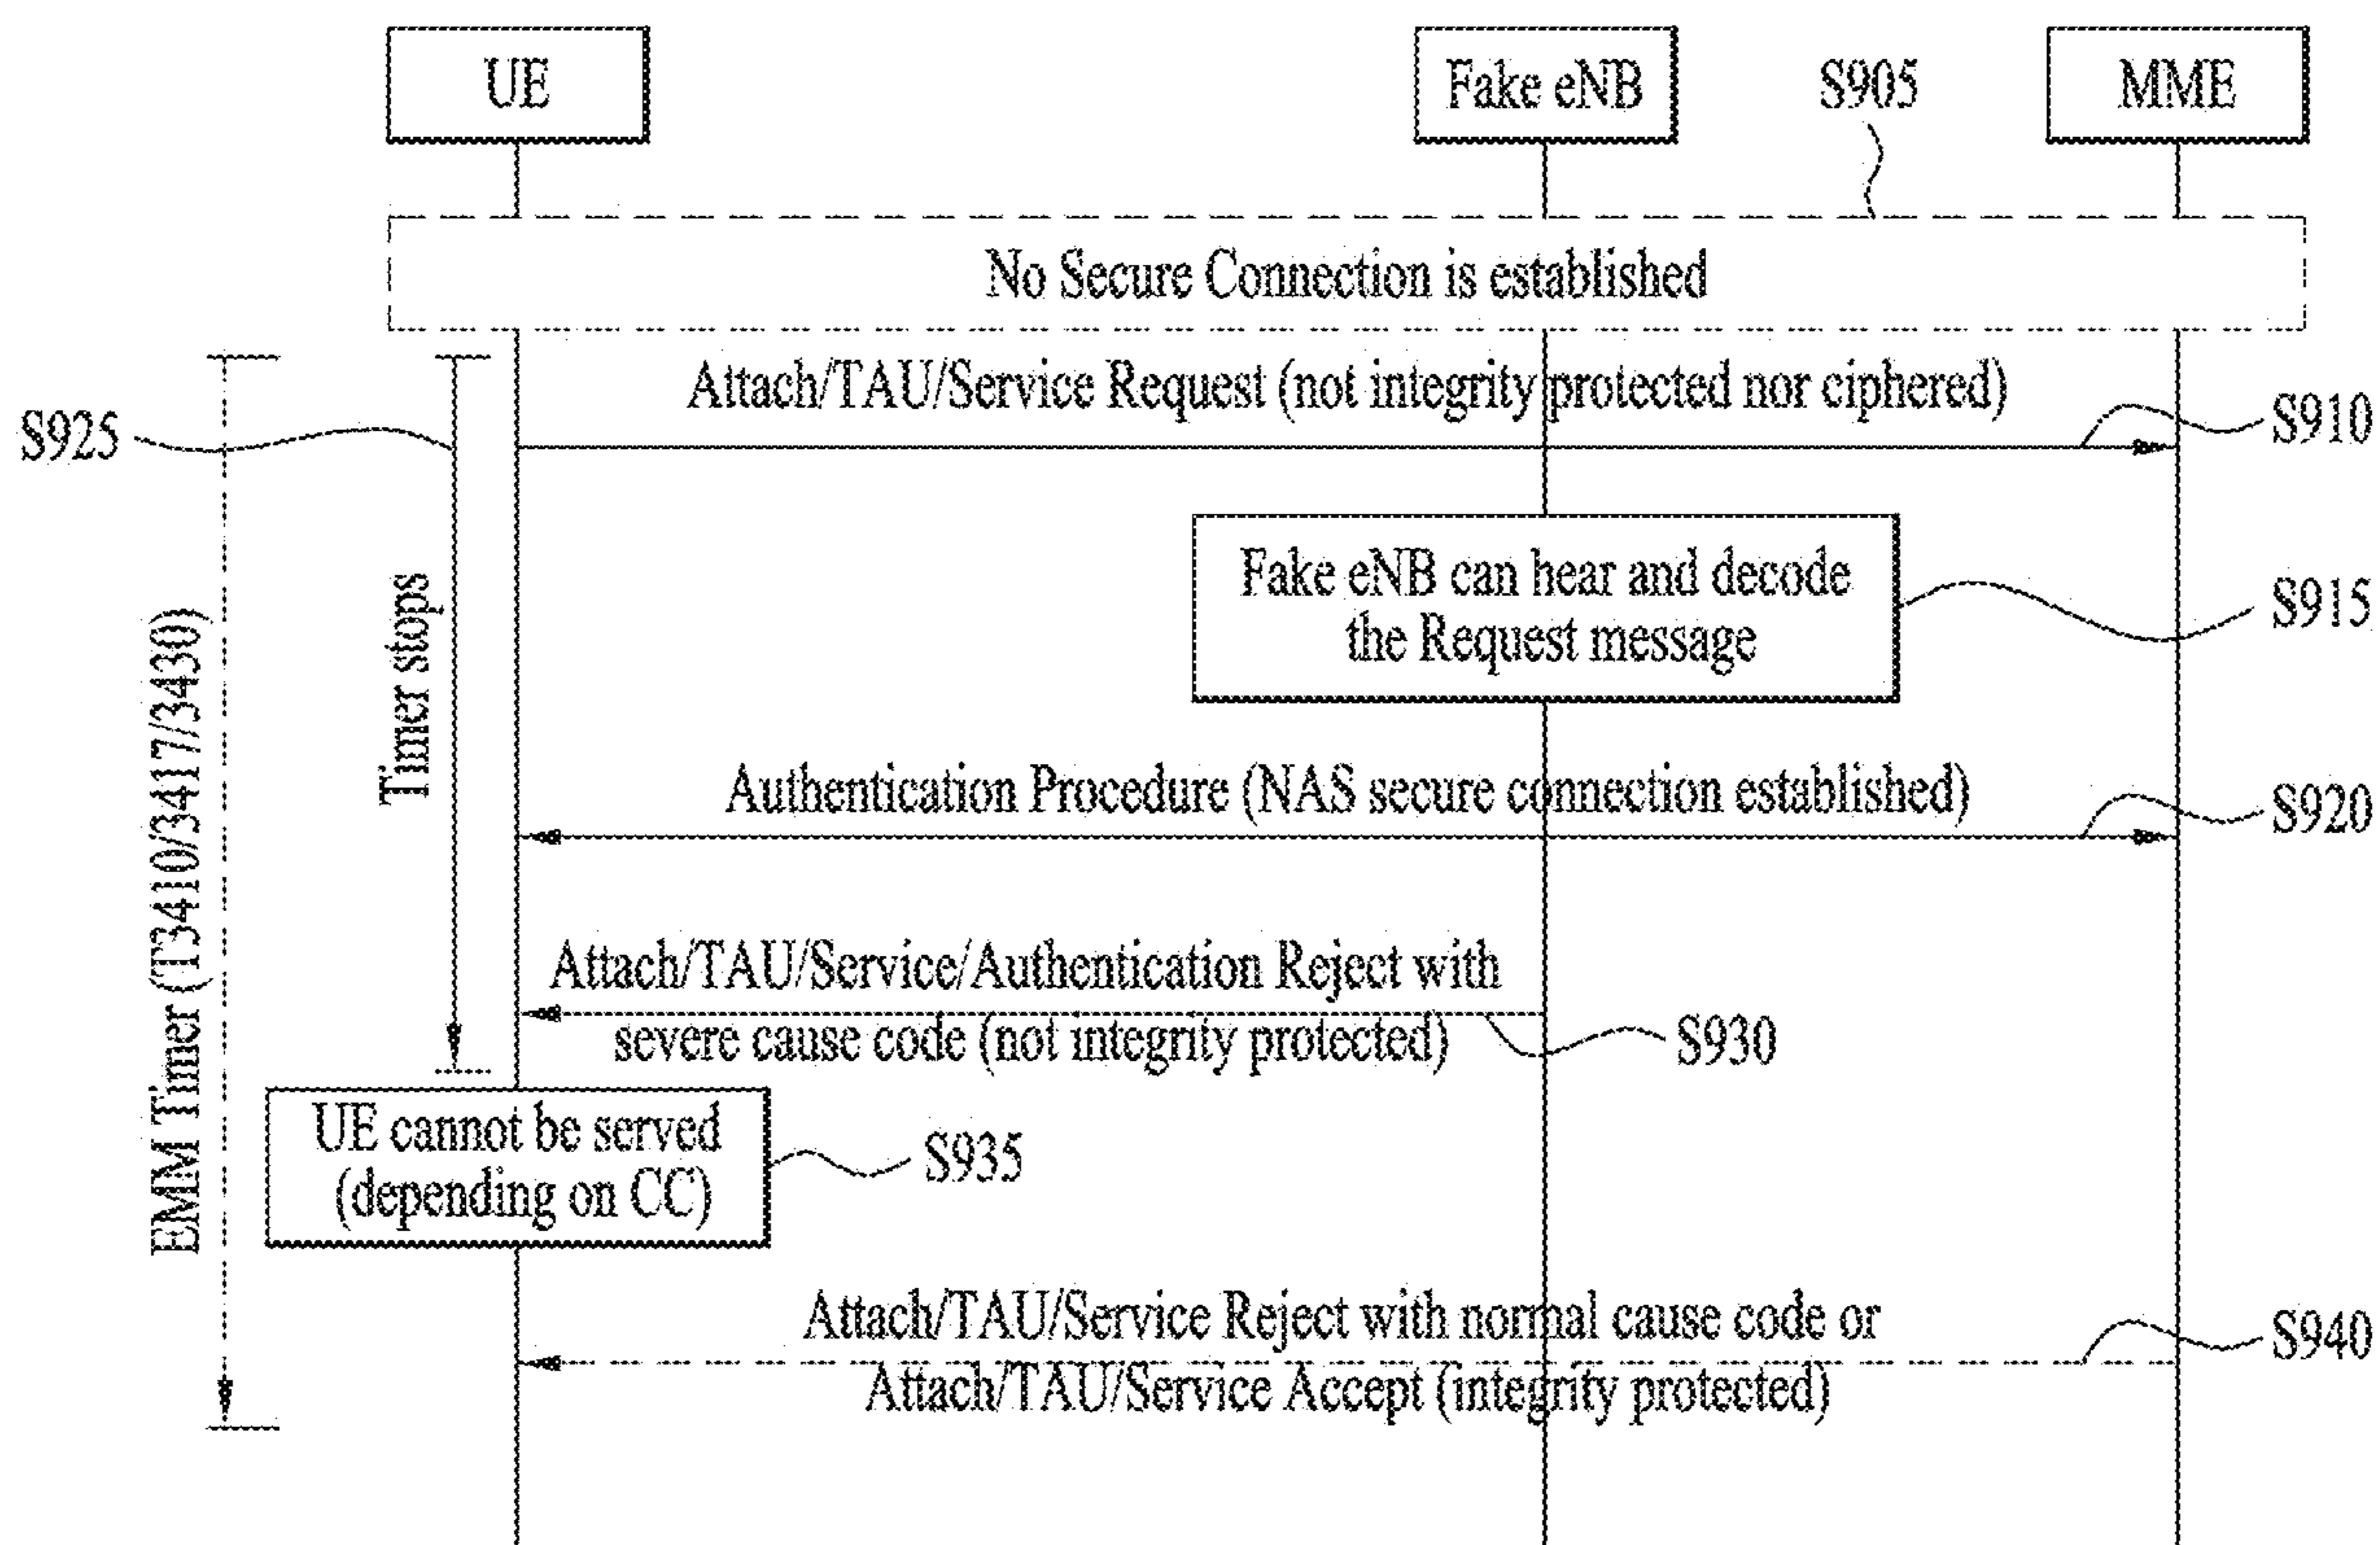 UE
Fake eNB
S905
MME
No Secure Connection is established
Attach/TAU/Service Request (not integrity protected nor ciphered)
S910
S925
Fake eNB can hear and decode
the Request message
S915
Timer stops
EMM Timer (T3410/3417/3430)
Authentication Procedure (NAS secure connection established)
S920
Attach/TAU/Service/Authentication Reject with
severe cause code (not integrity protected)
S930
UE cannot be served
(depending on CC)
S935
Attach/TAU/Service Reject with normal cause code or
Attach/TAU/Service Accept (integrity protected)
S940